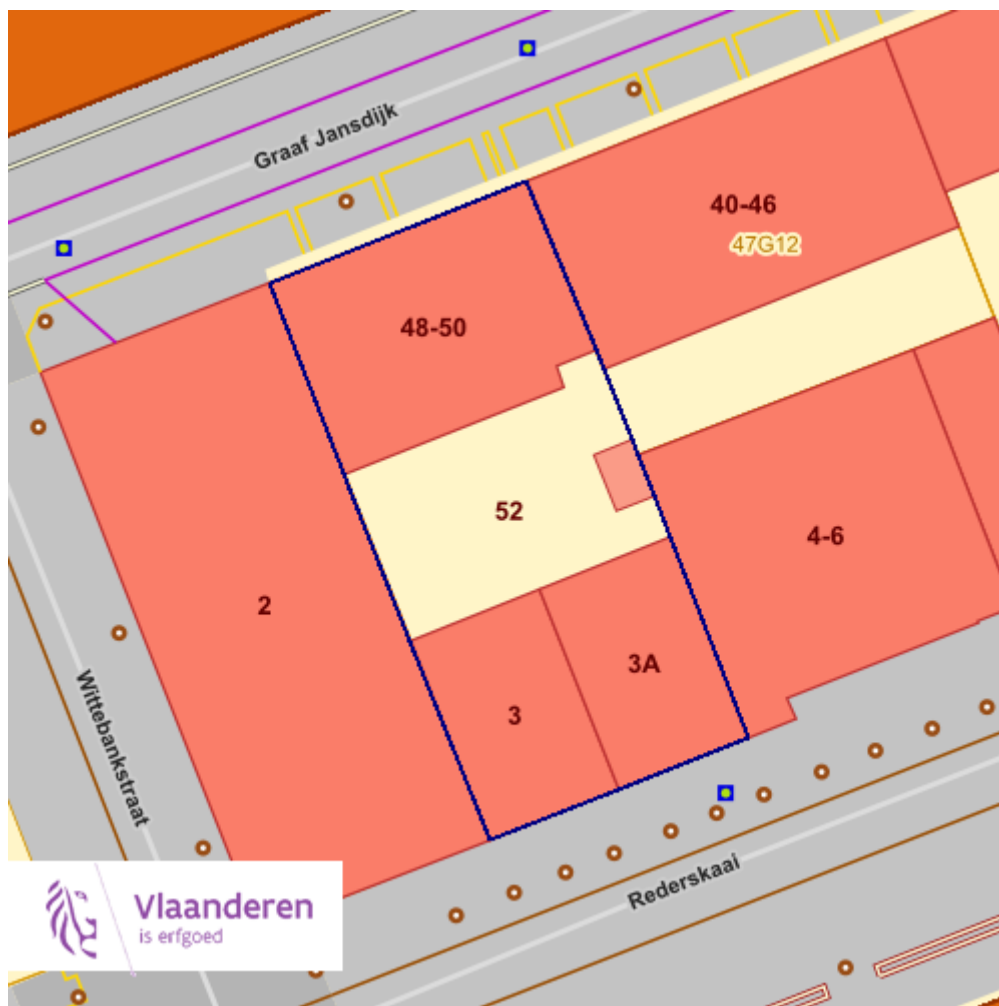 Graaf Jansdijk
40-46
47G12
48-50
52
4-6
2
3A
3
Wittebankstraat
Rederskaai
Vlaanderen
is erfgoed